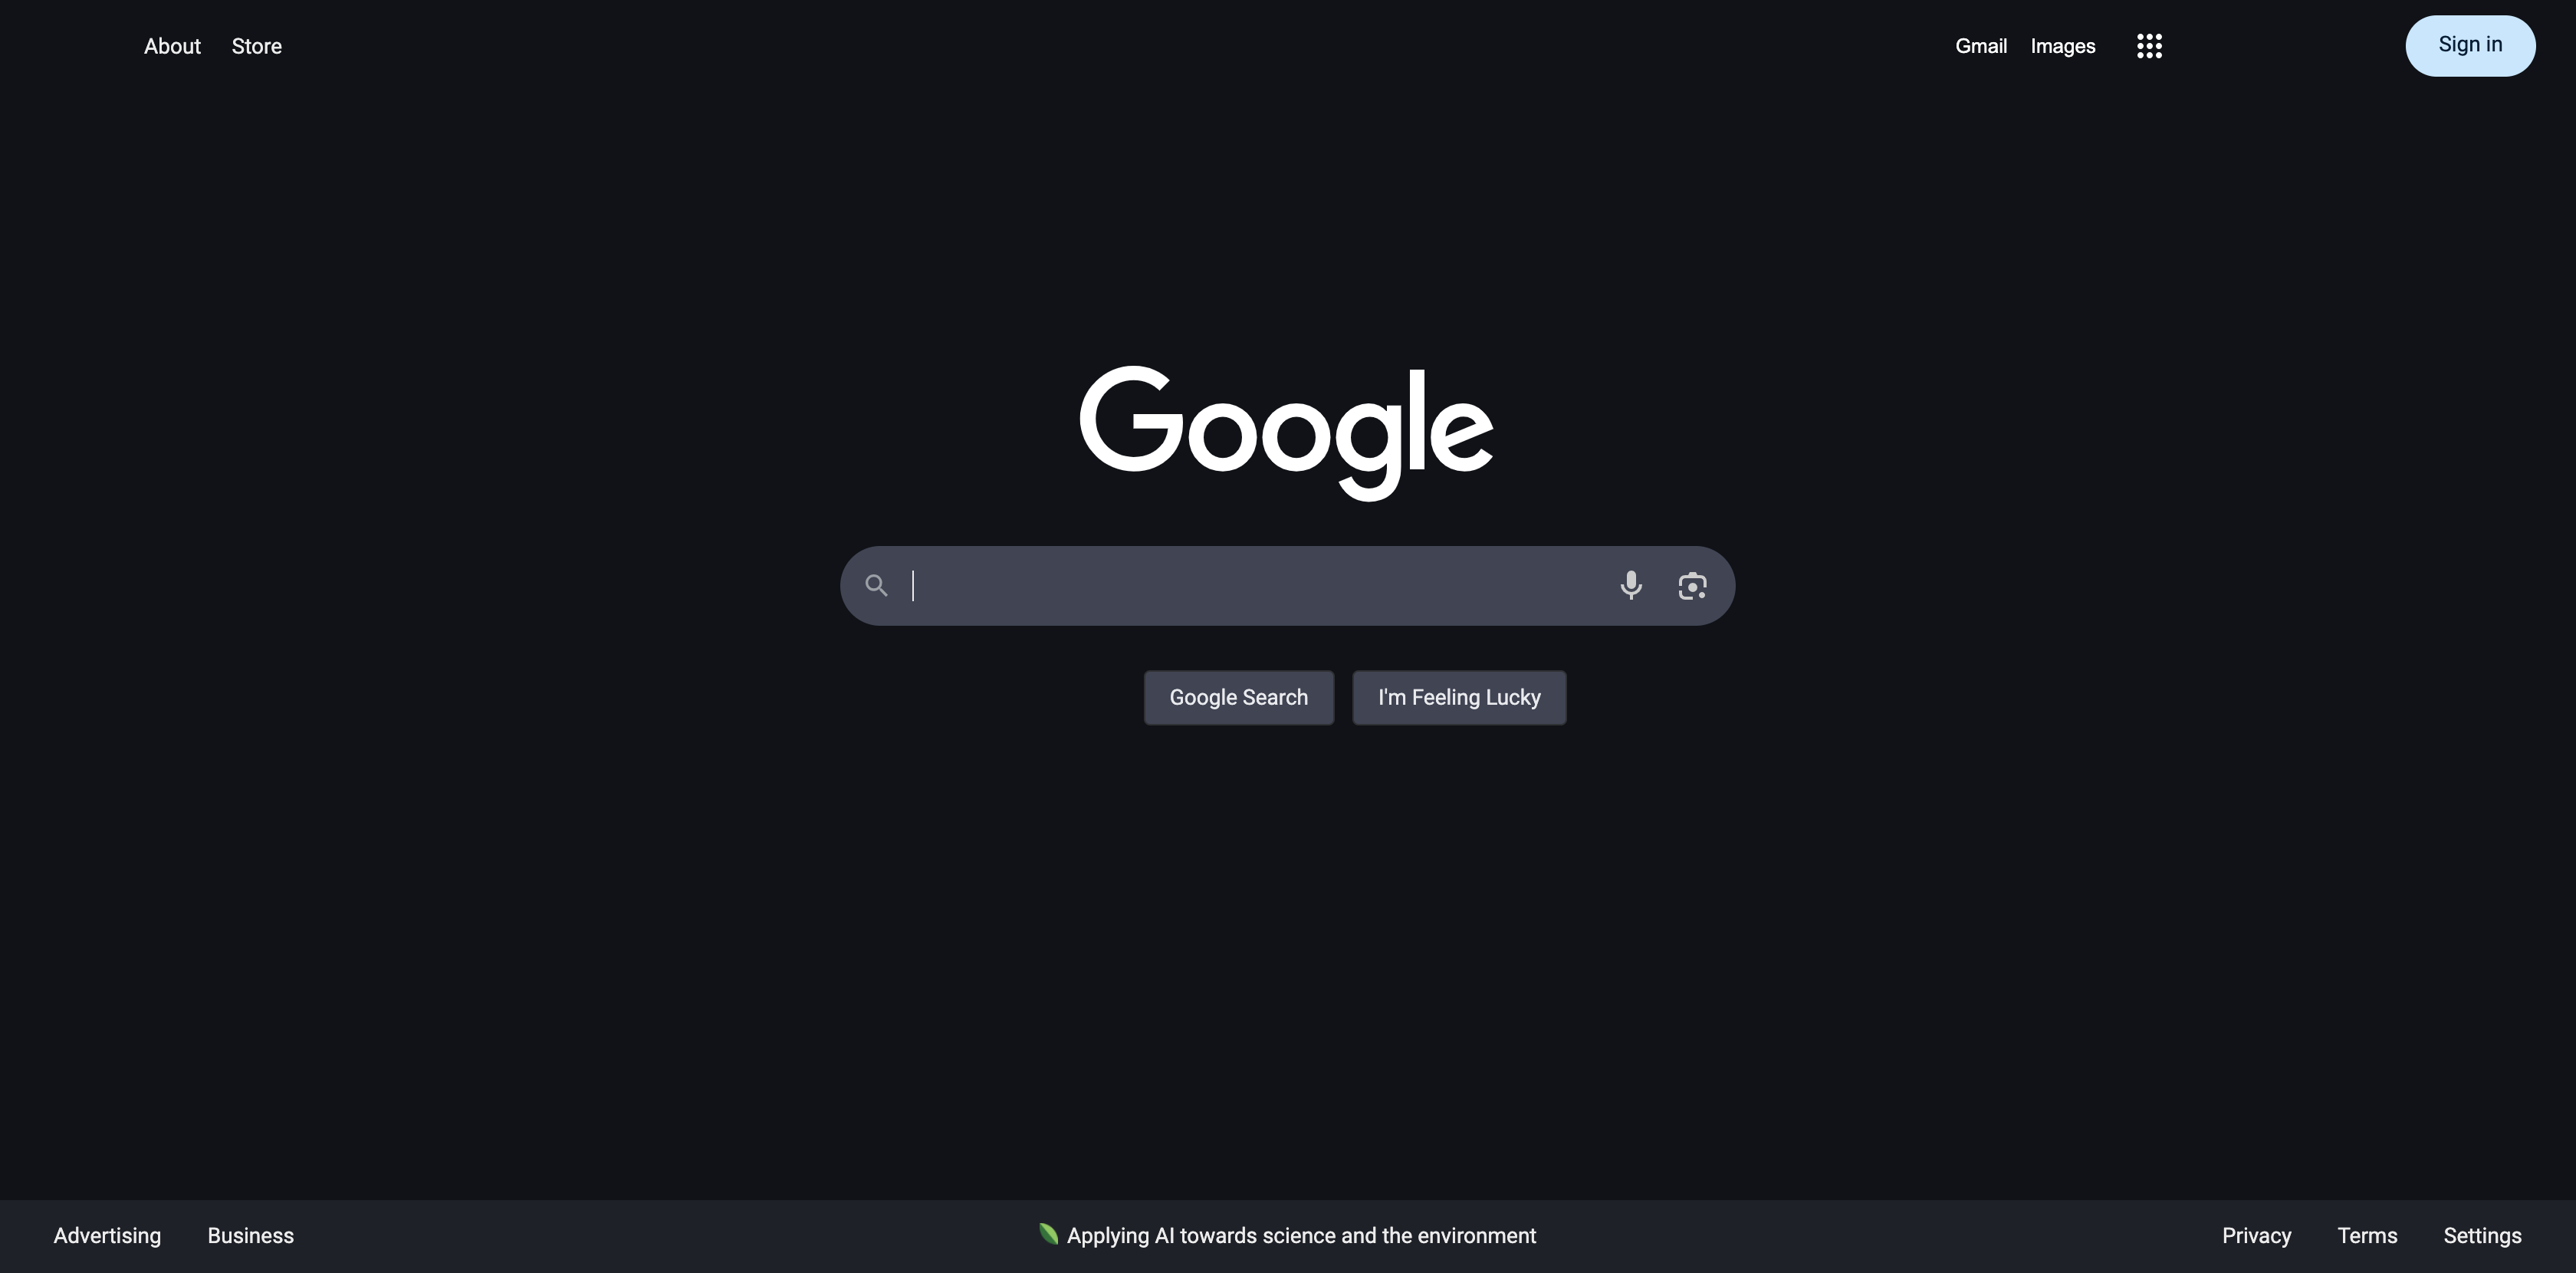 About Store Gmail Images Sign in
Google
Google Search I'm Feeling Lucky
Advertising Business Applying AI towards science and the environment Privacy Terms Settings